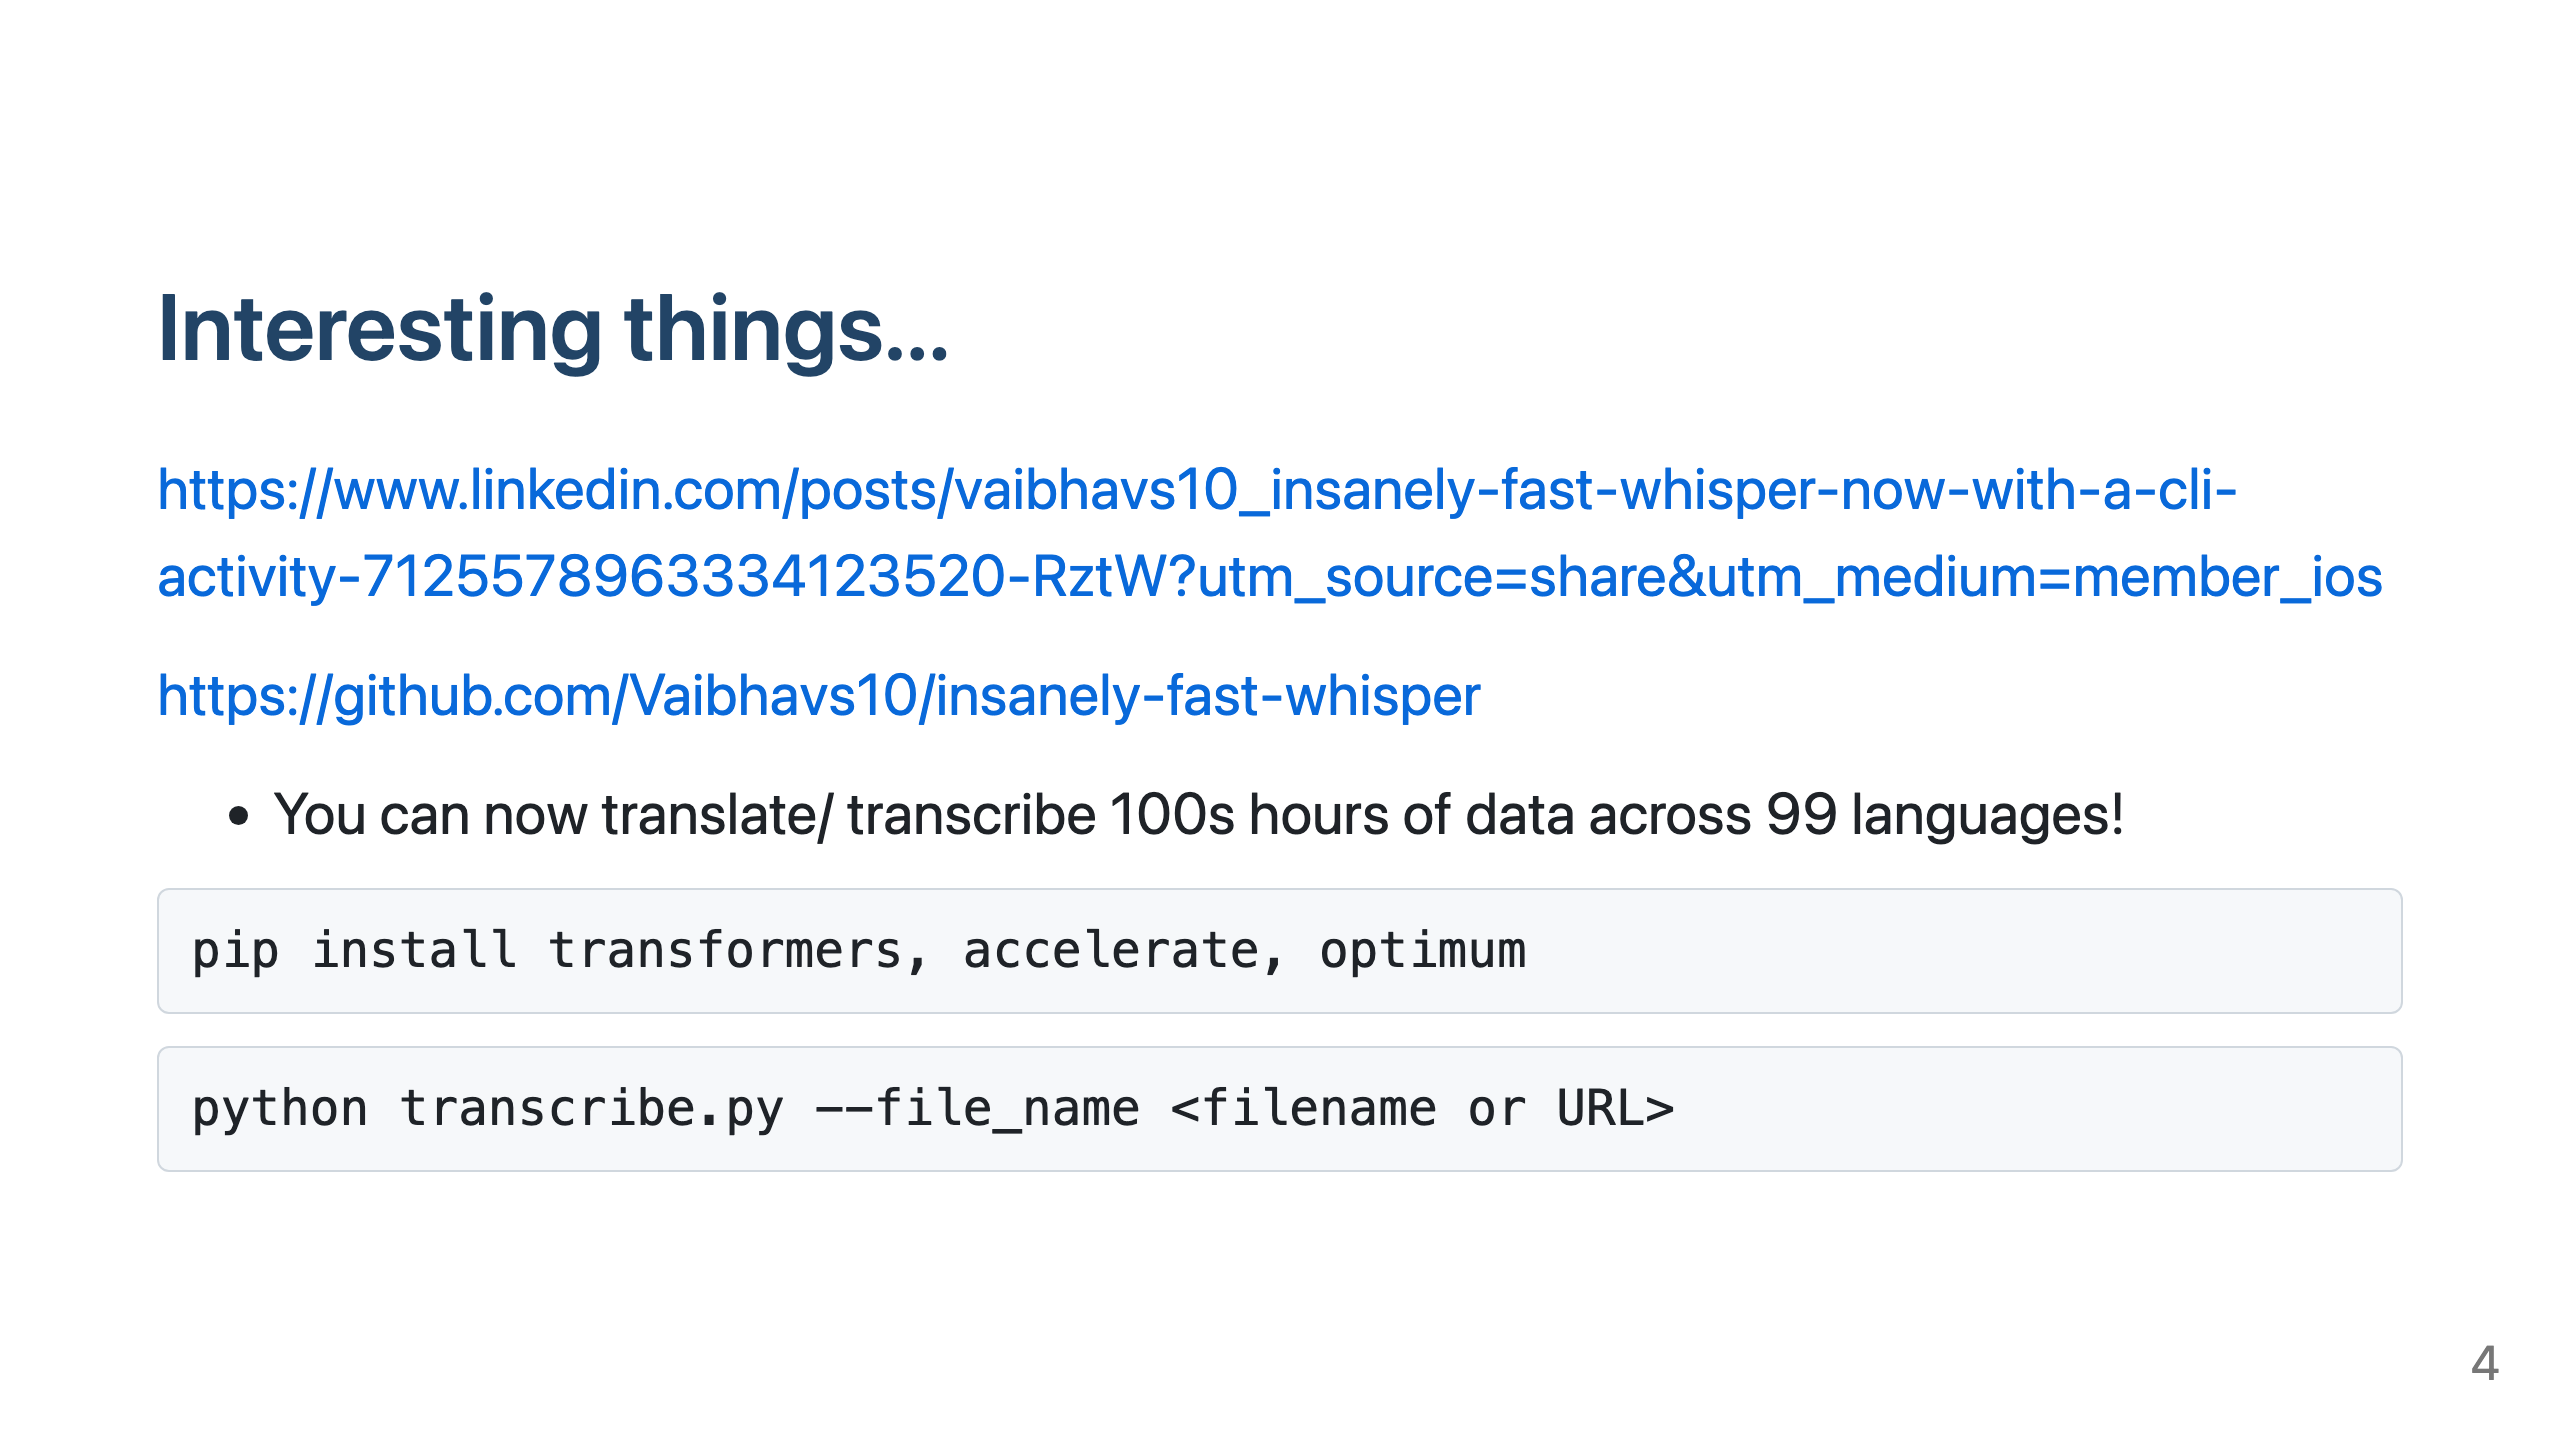 Interesting things...
https://www.linkedin.com/posts/vaibhavs10_insanely-fast-whisper-now-with-a-cli-
activity-7125578963334123520-RztW?utm_source=share&utm_medium=member_ios
https://github.com/Vaibhavs10/insanely-fast-whisper
• You can now translate/ transcribe 100s hours of data across 99 languages!
pip install transformers, accelerate, optimum
python transcribe.py --file_name <filename or URL>
4